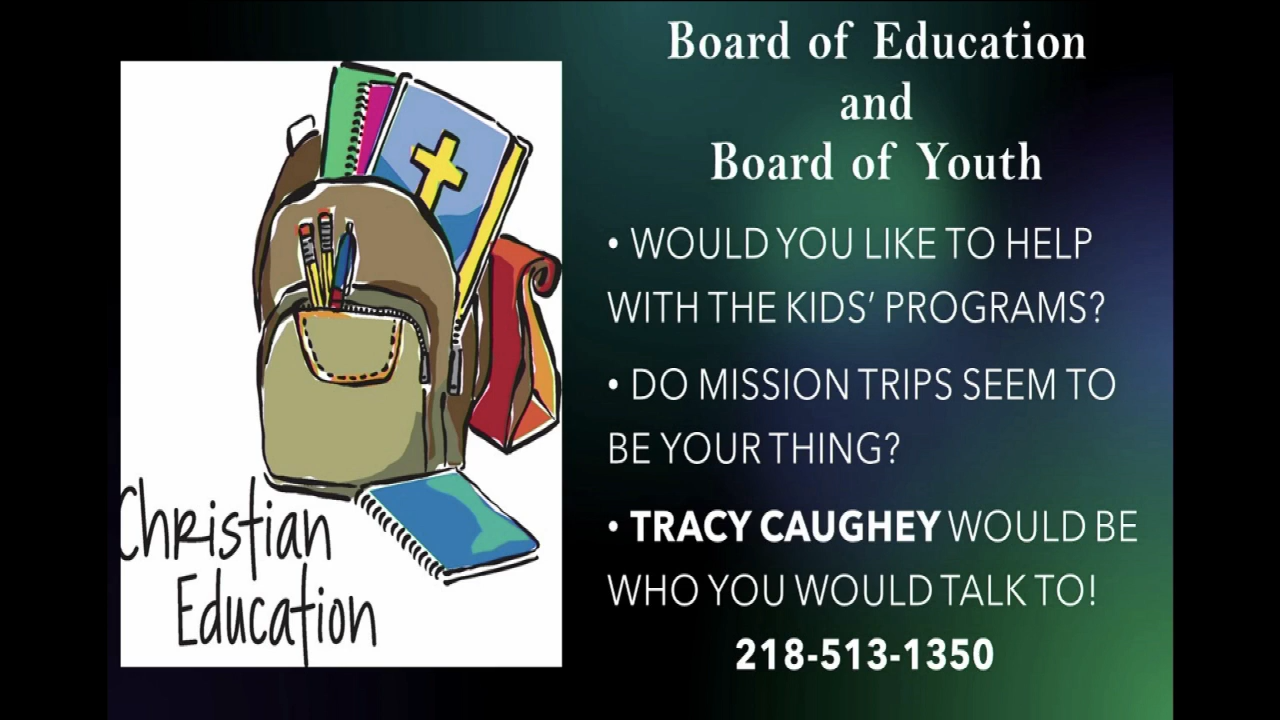 Board of Education
and
Board of Youth
• WOULD YOU LIKE TO HELP
WITH THE KIDS’ PROGRAMS?
• DO MISSION TRIPS SEEM TO
BE YOUR THING?
• TRACY CAUGHEY WOULD BE
WHO YOU WOULD TALK TO!
218-513-1350
Christian
Education